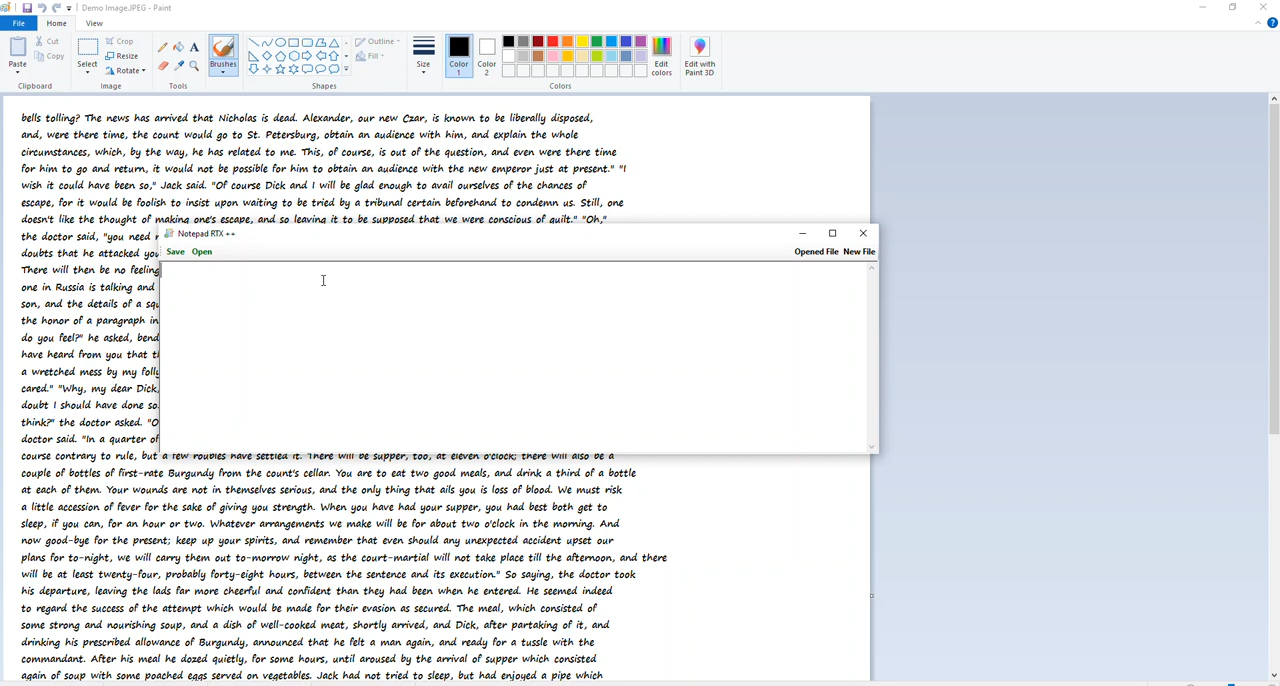 Demo Image.JPEG - Paint
File Home View
Paste
Cut
Copy
Clipboard
Select
Crop
Resize
Rotate
Image
Tools
Brushes
Shapes
Outline
Fill
Size
Color 1
Color 2
Colors
Edit colors
Edit with Paint 3D
bells tolling? The news has arrived that Nicholas is dead. Alexander, our new Czar, is known to be liberally disposed,
and, were there time, the count would go to St. Petersburg, obtain an audience with him, and explain the whole
circumstances, which, by the way, he has related to me. This, of course, is out of the question, and even were there time
for him to go and return, it would not be possible for him to obtain an audience with the new emperor just at present." "I
wish it could have been so," Jack said. "Of course Dick and I will be glad enough to avail ourselves of the chances of
escape, for it would be foolish to insist upon waiting to be tried by a tribunal certain beforehand to condemn us. Still, one
doesn't like the thought of making one's escape, and so leaving it to be supposed that we were conscious of guilt." "Oh,"
the doctor said, "you need
doubts that he attacked
There will then be no feeling
one in Russia is talking and
son, and the details of a
the honor of a paragraph in
do you feel?" he asked,
have heard from you that
a wretched mess by my folly
cared." "Why, my dear Dick,
doubt I should have done so
think?" the doctor asked. "O
doctor said. "In a quarter of
Notepad RTX ++
Save Open
Opened File New File
course contrary to rule, but a few roubles have settled it. There will be supper, too, at eleven o'clock; there will also be a
couple of bottles of first-rate Burgundy from the count's cellar. You are to eat two good meals, and drink a third of a bottle
at each of them. Your wounds are not in themselves serious, and the only thing that ails you is loss of blood. We must risk
a little accession of fever for the sake of giving you strength. When you have had your supper, you had best both get to
sleep, if you can, for an hour or two. Whatever arrangements we make will be for about two o'clock in the morning. And
now good-bye for the present; keep up your spirits, and remember that even should any unexpected accident upset our
plans for to-night, we will carry them out to-morrow night, as the court-martial will not take place till the afternoon, and there
will be at least twenty-four, probably forty-eight hours, between the sentence and its execution." So saying, the doctor took
his departure, leaving the lads far more cheerful and confident than they had been when he entered. He seemed indeed
to regard the success of the attempt which would be made for their evasion as secured. The meal, which consisted of
some strong and nourishing soup, and a dish of well-cooked meat, shortly arrived, and Dick, after partaking of it, and
drinking his prescribed allowance of Burgundy, announced that he felt a man again, and ready for a tussle with the
commandant. After his meal he dozed quietly, for some hours, until aroused by the arrival of supper which consisted
again of soup with some poached eggs served on vegetables. Jack had not tried to sleep, but had enjoyed a pipe which